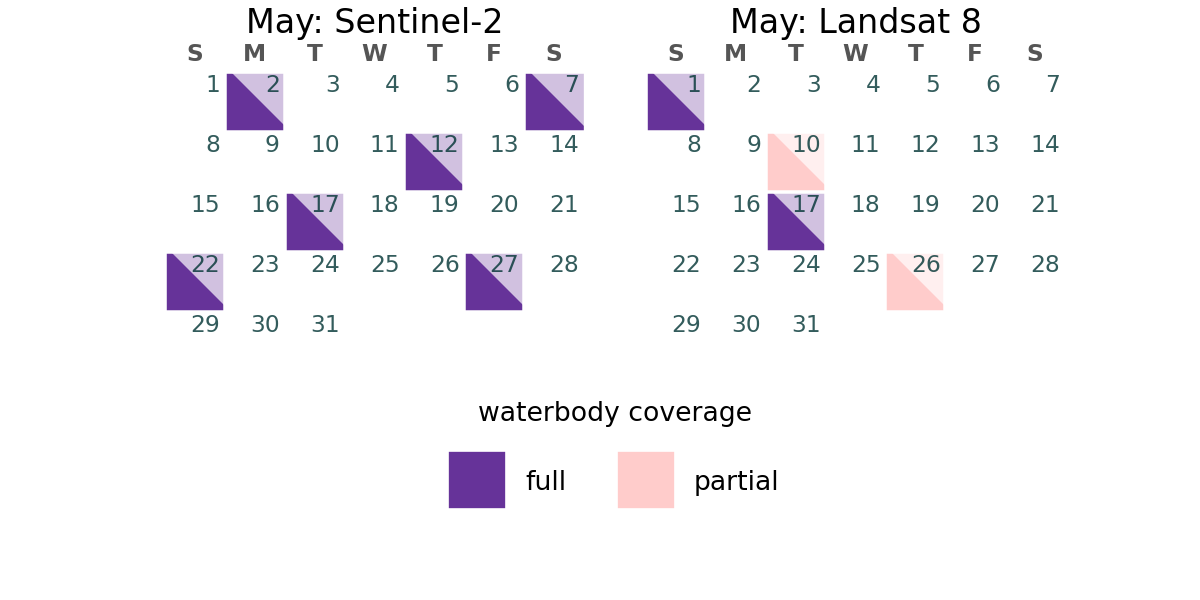 May: Sentinel-2
S M T W T F S
1 2 3 4 5 6 7
8 9 10 11 12 13 14
15 16 17 18 19 20 21
22 23 24 25 26 27 28
29 30 31
May: Landsat 8
S M T W T F S
1 2 3 4 5 6 7
8 9 10 11 12 13 14
15 16 17 18 19 20 21
22 23 24 25 26 27 28
29 30 31
waterbody coverage
full partial